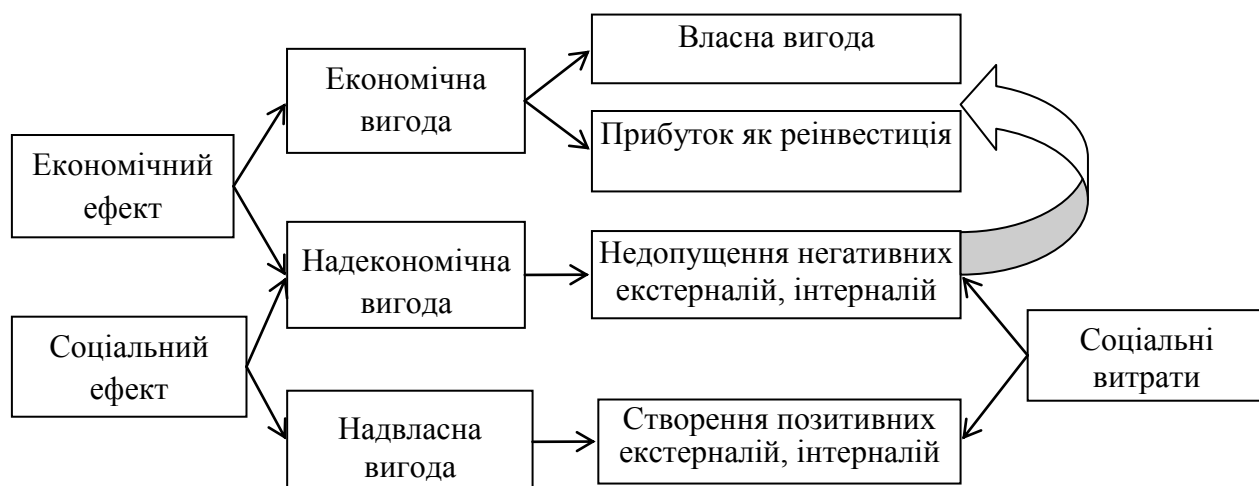 Власна вигода
Економічна
вигода
Прибуток як реінвестиція
Економічний
ефект
Надекономічна
вигода
Недопущення негативних
екстерналій, інтерналій
Соціальний
ефект
Соціальні
витрати
Надвласна
вигода
Створення позитивних
екстерналій, інтерналій